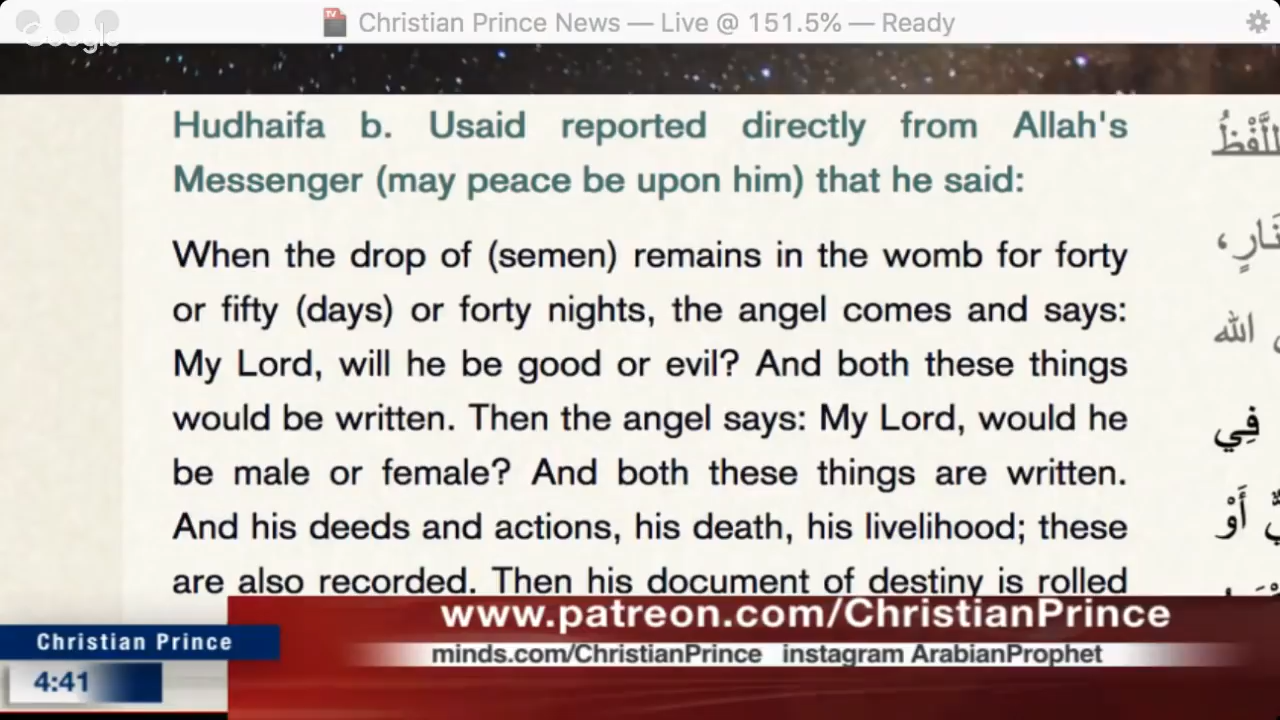 Christian Prince News — Live @ 151.5% — Ready
Google
Hudhaifa b. Usaid reported directly from Allah's
Messenger (may peace be upon him) that he said:
When the drop of (semen) remains in the womb for forty
or fifty (days) or forty nights, the angel comes and says:
My Lord, will he be good or evil? And both these things
would be written. Then the angel says: My Lord, would he
be male or female? And both these things are written.
And his deeds and actions, his death, his livelihood; these
are also recorded. Then his document of destiny is rolled
الله
فِي
أَوْ
www.patreon.com/ChristianPrince
Christian Prince
minds.com/ChristianPrince instagram ArabianProphet
4:41